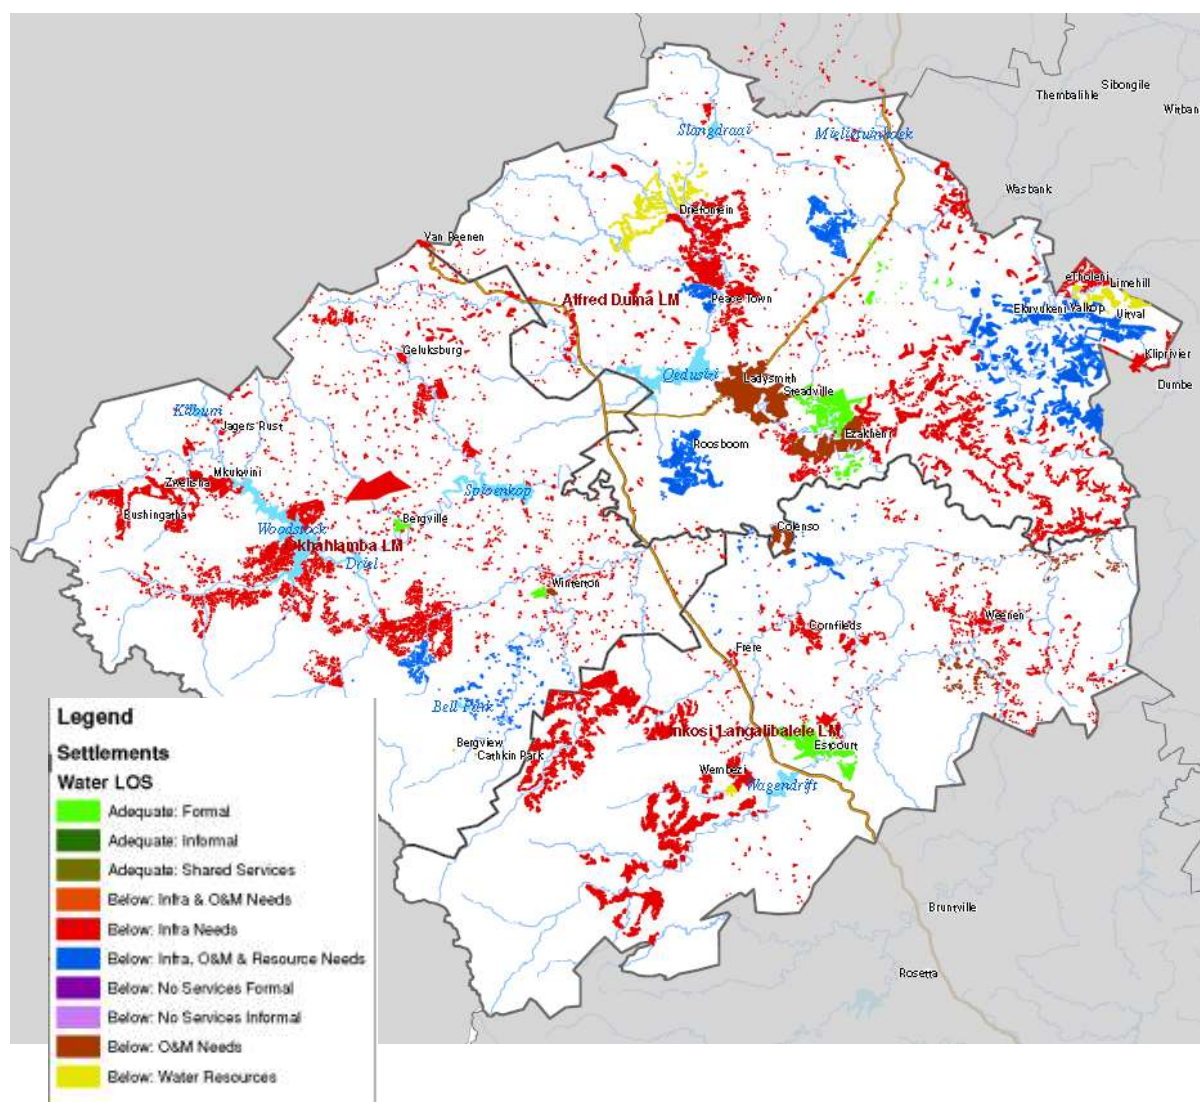 Sibongile
Thembalihle
Slangdraai
Wasbank
Driefontein
Van Reenen
eTholeni
Limehill
Alfred Duma LM
Peace Town
Ekuvukeni
Valkop
Uitval
Geluksburg
Klipriver
Qedusizi
Ladysmith
Steadville
Dumbe
Kilburn
Jagers Rust
Roosboom
Ezakheni
Mkukwini
Zwelisha
Spioenkop
Bushingatha
Woodstock
Bergville
Colenso
Okhahlamba LM
Driel
Winterton
Weenen
Cornfileds
Frere
Bell Park
Inkosi Langalibalele LM
Bergview
Estcourt
Cathkin Park
Wembezi
Wagendrift
Bruntville
Rosetta
Legend
Settlements
Water LOS
Adequate: Formal
Adequate: Informal
Adequate: Shared Services
Below: Infra & O&M Needs
Below: Infra Needs
Below: Infra, O&M & Resource Needs
Below: No Services Formal
Below: No Services Informal
Below: O&M Needs
Below: Water Resources